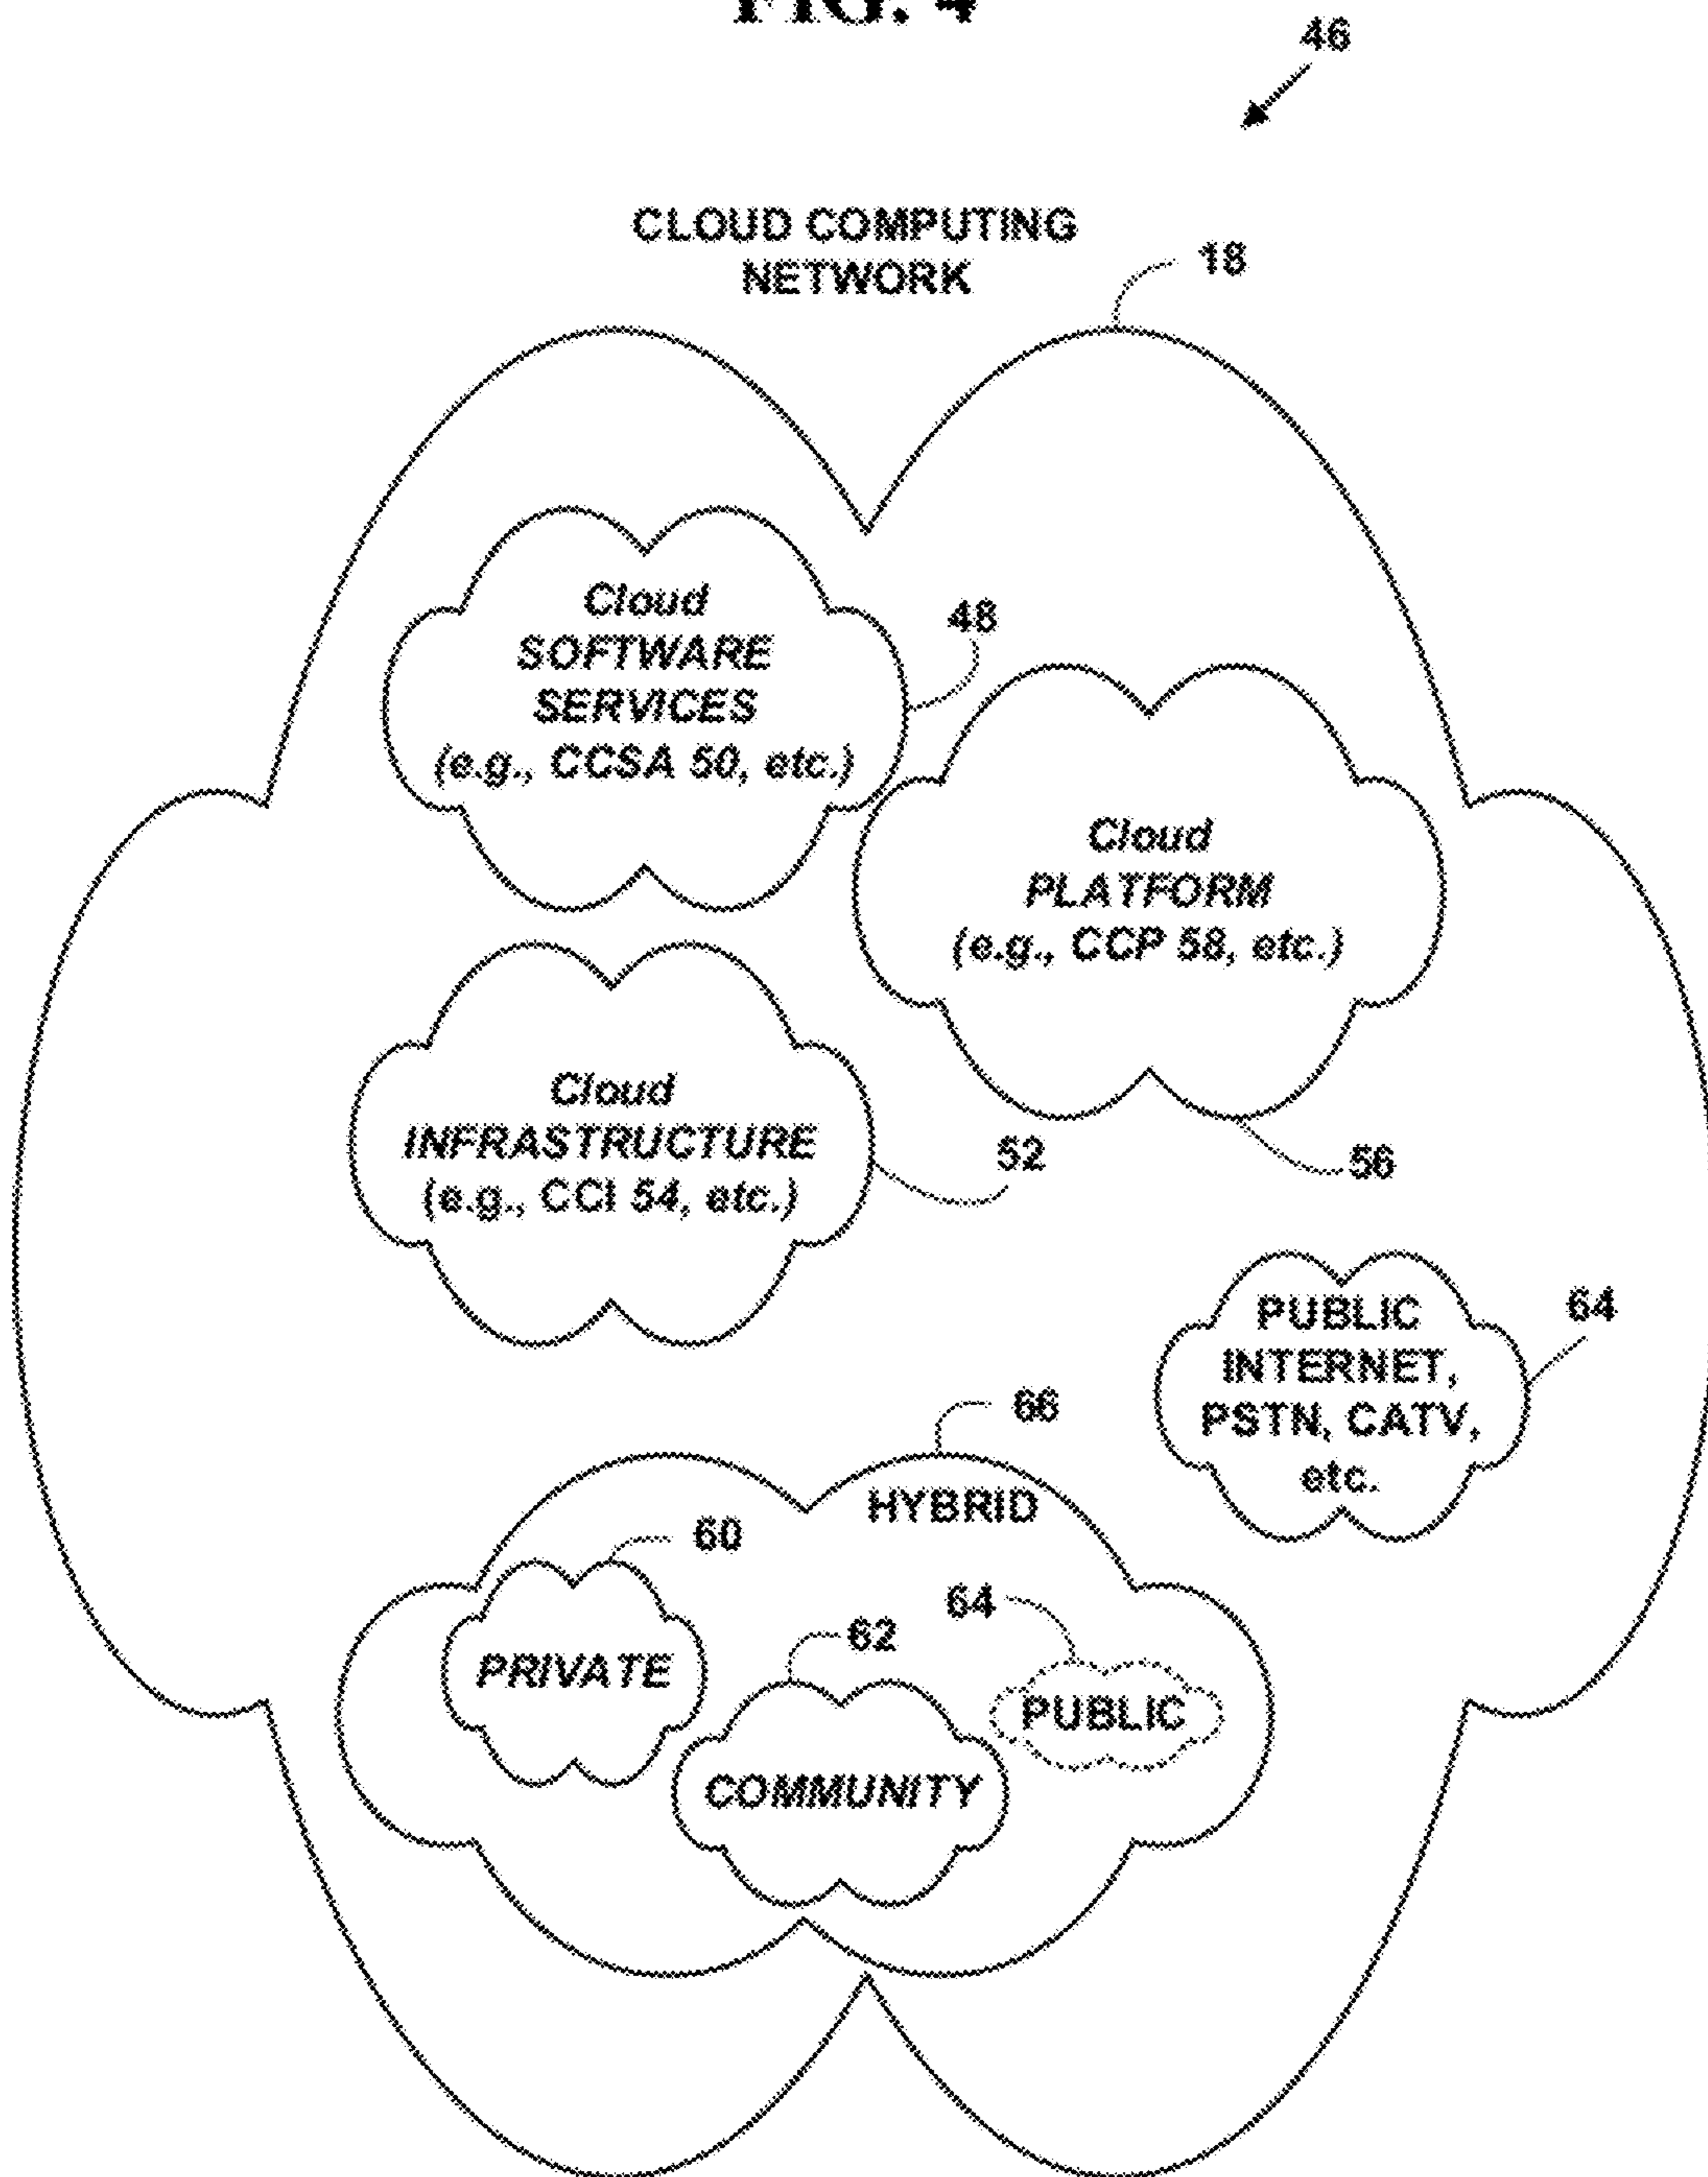 FIG. 4
46
CLOUD COMPUTING
NETWORK
18
Cloud
SOFTWARE
SERVICES
(e.g., CCSA 50, etc.)
48
Cloud
PLATFORM
(e.g., CCP 58, etc.)
56
Cloud
INFRASTRUCTURE
(e.g., CCI 54, etc.)
52
PUBLIC
INTERNET,
PSTN, CATV,
etc.
64
66
HYBRID
60
PRIVATE
62
COMMUNITY
64
PUBLIC